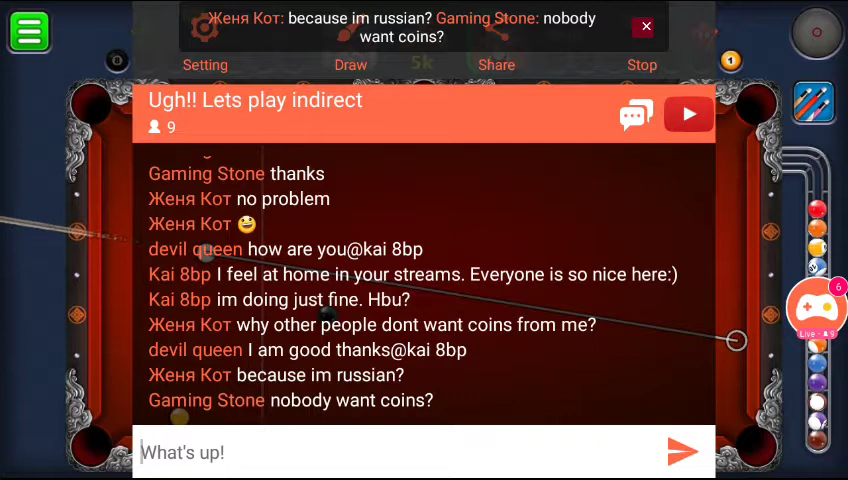 Женя Кот: because im russian? Gaming Stone: nobody
want coins?
Setting
Draw
5k
Share
Stop
1
Ugh!! Lets play indirect
9
Gaming Stone thanks
Женя Кот no problem
Женя Кот 😄
devil queen how are you@kai 8bp
Kai 8bp I feel at home in your streams. Everyone is so nice here:)
Kai 8bp im doing just fine. Hbu?
Женя Кот why other people dont want coins from me?
devil queen I am good thanks@kai 8bp
Женя Кот because im russian?
Gaming Stone nobody want coins?
6
Live - 9
What's up!